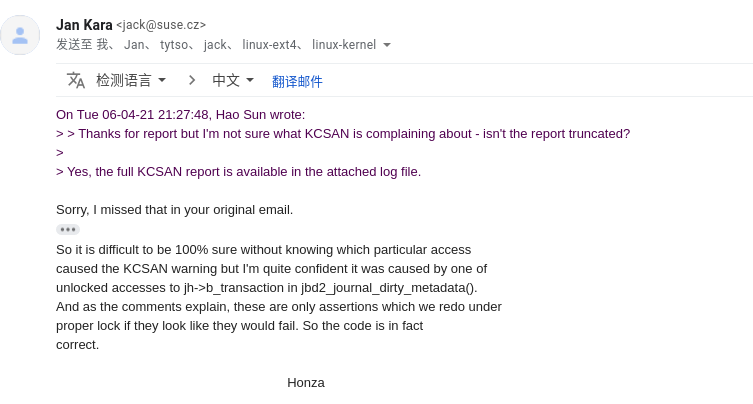 Jan Kara <jack@suse.cz>
发送至 我、 Jan、 tytso、 jack、 linux-ext4、 linux-kernel
检测语言 > 中文 翻译邮件
On Tue 06-04-21 21:27:48, Hao Sun wrote:
> > Thanks for report but I'm not sure what KCSAN is complaining about - isn't the report truncated?
>
> Yes, the full KCSAN report is available in the attached log file.
Sorry, I missed that in your original email.
•••
So it is difficult to be 100% sure without knowing which particular access
caused the KCSAN warning but I'm quite confident it was caused by one of
unlocked accesses to jh->b_transaction in jbd2_journal_dirty_metadata().
And as the comments explain, these are only assertions which we redo under
proper lock if they look like they would fail. So the code is in fact
correct.
Honza